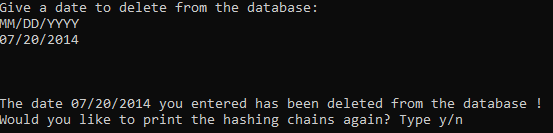 Give a date to delete from the database:
MM/DD/YYYY
07/20/2014
The date 07/20/2014 you entered has been deleted from the database !
Would you like to print the hashing chains again? Type y/n